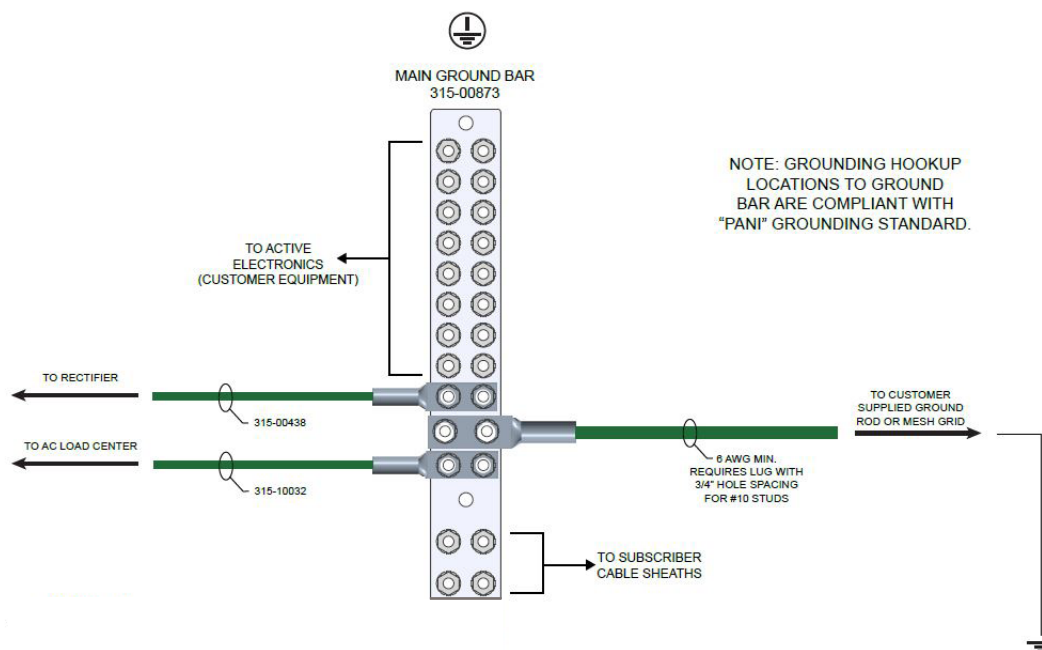 MAIN GROUND BAR
315-00873
NOTE: GROUNDING HOOKUP
LOCATIONS TO GROUND
BAR ARE COMPLIANT WITH
“PANI” GROUNDING STANDARD.
TO ACTIVE
ELECTRONICS
(CUSTOMER EQUIPMENT)
TO RECTIFIER
315-00438
TO AC LOAD CENTER
315-10032
TO CUSTOMER
SUPPLIED GROUND
ROD OR MESH GRID
6 AWG MIN.
REQUIRES LUG WITH
3/4" HOLE SPACING
FOR #10 STUDS
TO SUBSCRIBER
CABLE SHEATHS